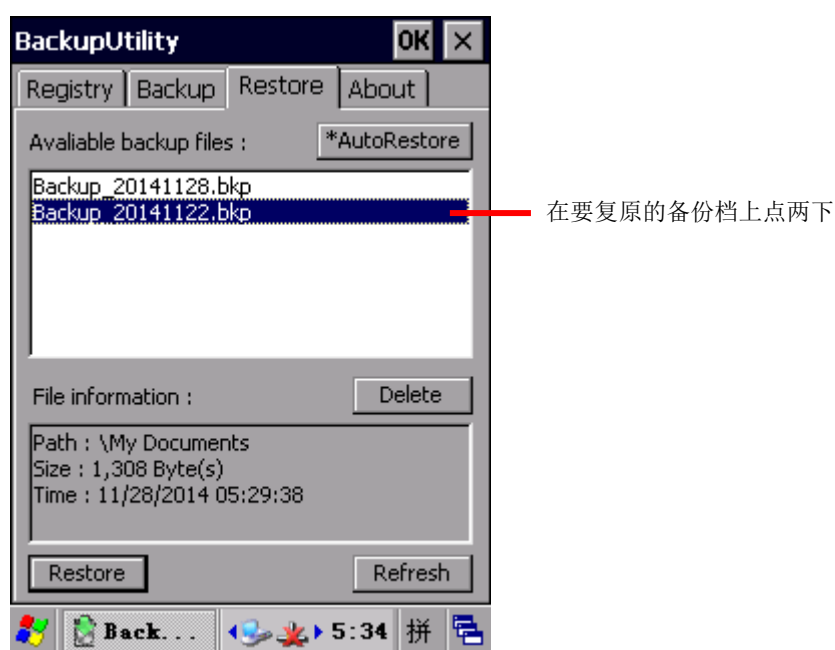 BackupUtility OK ×
Registry Backup Restore About
Avaliable backup files : *AutoRestore
Backup_20141128.bkp
Backup_20141122.bkp
在要复原的备份档上点两下
File information : Delete
Path : \My Documents
Size : 1,308 Byte(s)
Time : 11/28/2014 05:29:38
Restore Refresh
Back... 5:34 拼